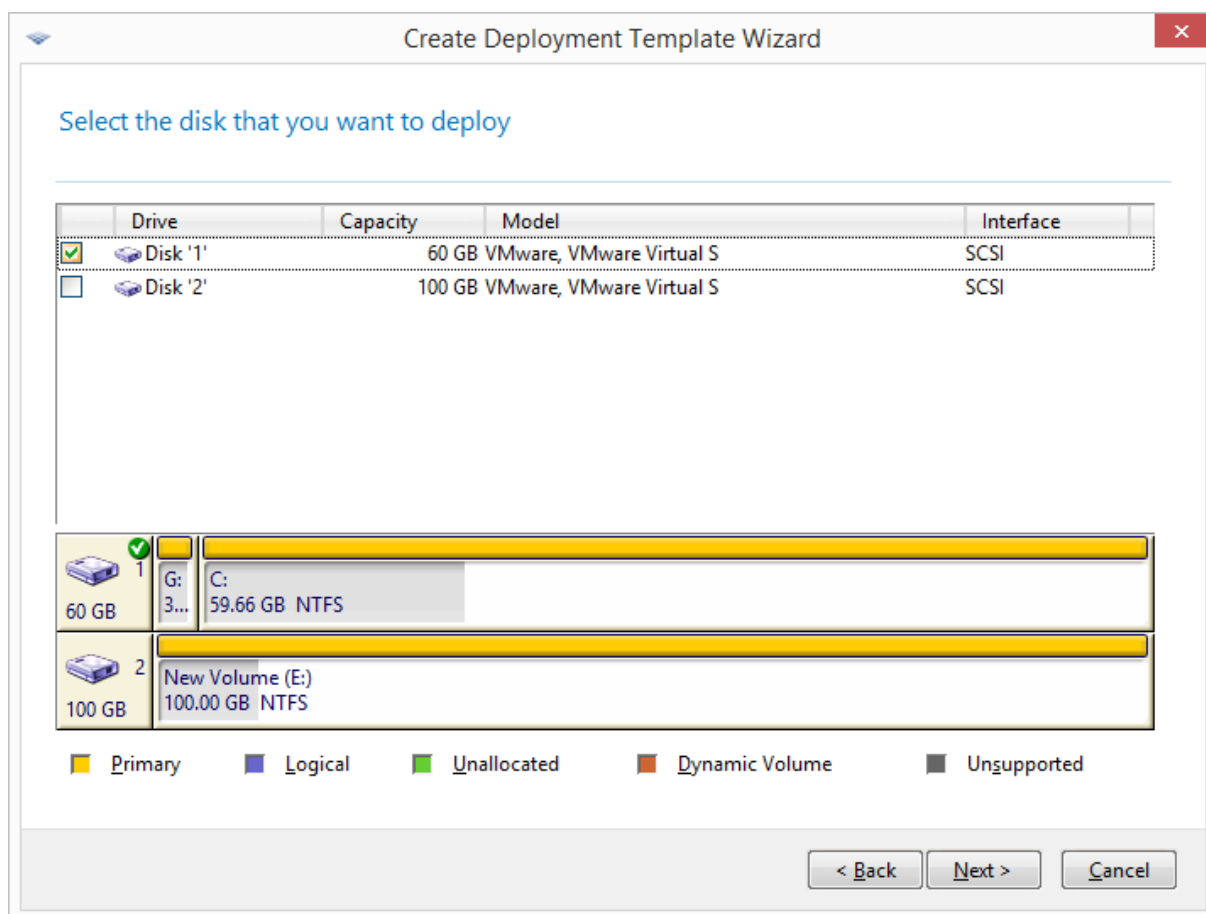 Create Deployment Template Wizard
Select the disk that you want to deploy
Drive Capacity Model Interface
Disk '1' 60 GB VMware, VMware Virtual S SCSI
Disk '2' 100 GB VMware, VMware Virtual S SCSI
1
60 GB
G:
3...
C:
59.66 GB NTFS
2
100 GB
New Volume (E:)
100.00 GB NTFS
Primary Logical Unallocated Dynamic Volume Unsupported
< Back Next > Cancel